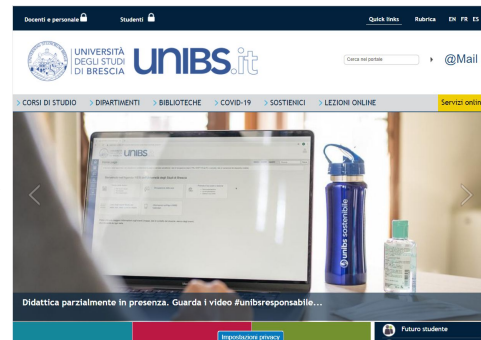 Docenti e personale
Studenti
Quick links
Rubrica
EN FR ES
UNIVERSITÀ
DEGLI STUDI
DI BRESCIA
UNIBS.it
Cerca nel portale
@Mail
> CORSI DI STUDIO
> DIPARTIMENTI
> BIBLIOTECHE
> COVID-19
> SOSTIENICI
> LEZIONI ONLINE
Servizi onlin
UNIBS
unibs sostenibile
Didattica parzialmente in presenza. Guarda i video #unibsresponsabile...
Impostazioni privacy
Futuro studente